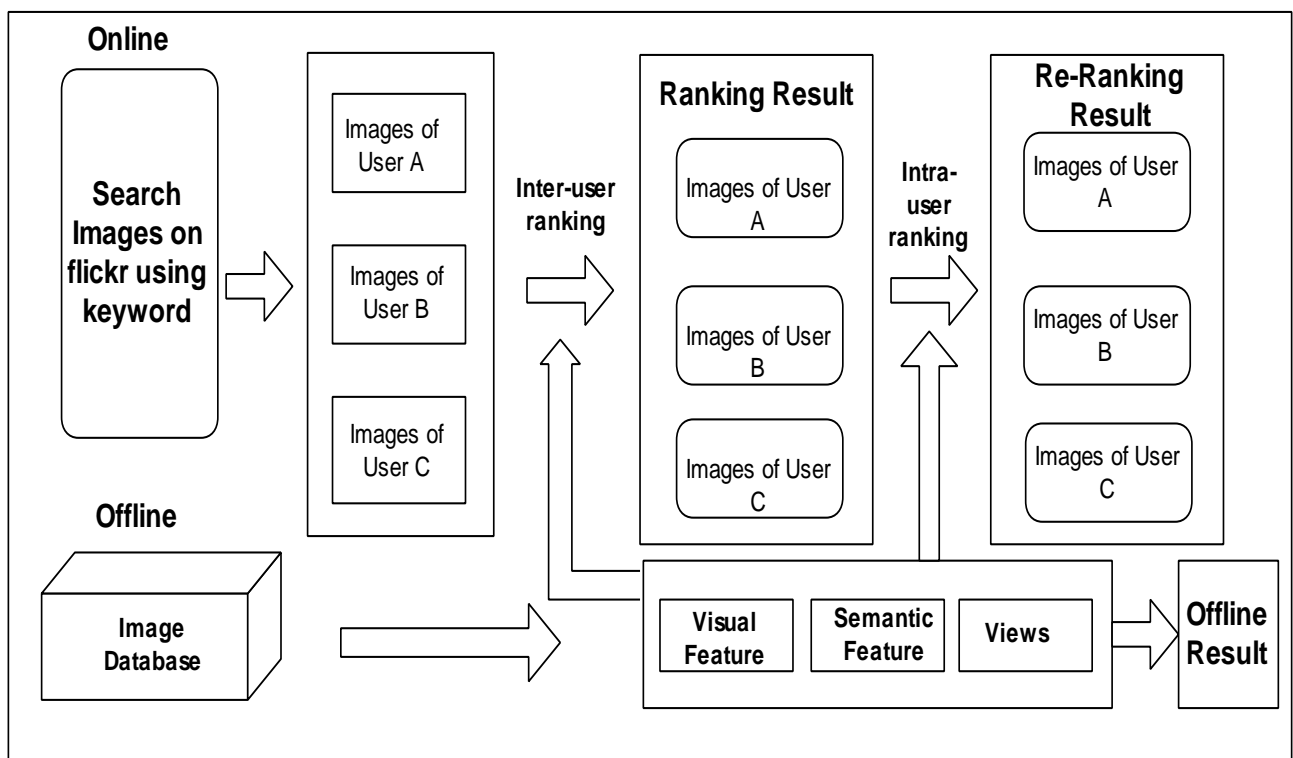 Online
Search
Images on
flickr using
keyword
Images of
User A
Images of
User B
Images of
User C
Inter-user
ranking
Ranking Result
Images of User
A
Images of User
B
Images of User
C
Intra-
user
ranking
Re-Ranking
Result
Images of User
A
Images of User
B
Images of User
C
Offline
Image
Database
Visual
Feature
Semantic
Feature
Views
Offline
Result